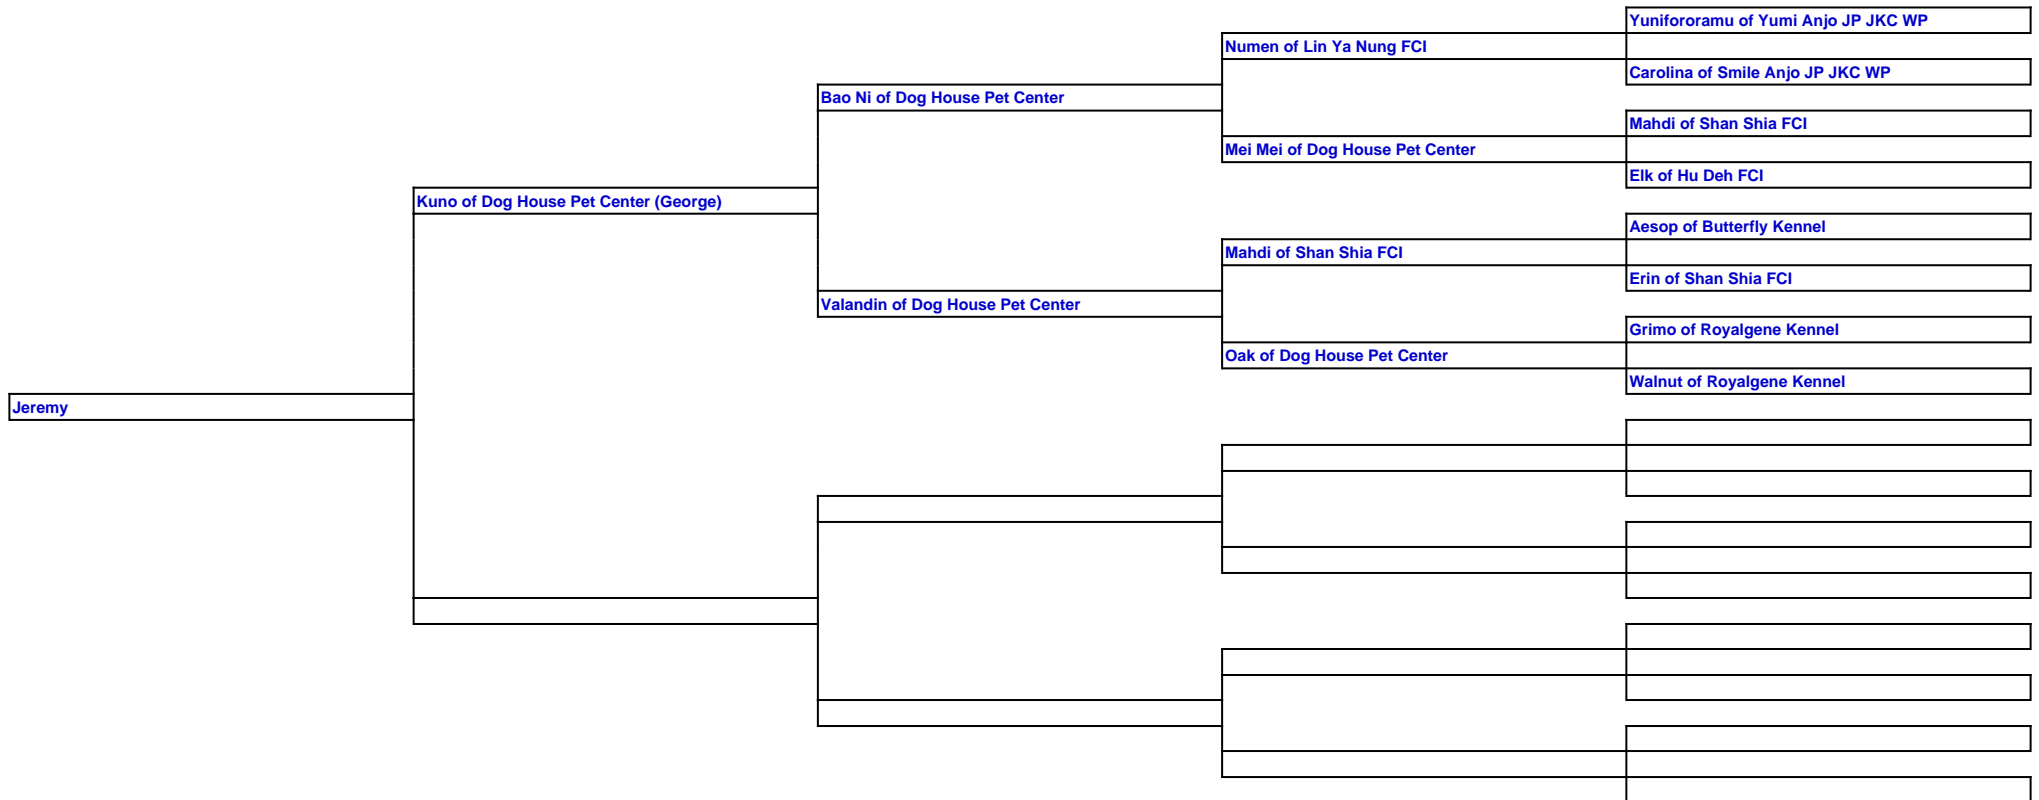 Yunifororamu of Yumi Anjo JP JKC WP
Numen of Lin Ya Nung FCI
Carolina of Smile Anjo JP JKC WP
Bao Ni of Dog House Pet Center
Mahdi of Shan Shia FCI
Mei Mei of Dog House Pet Center
Elk of Hu Deh FCI
Kuno of Dog House Pet Center (George)
Aesop of Butterfly Kennel
Mahdi of Shan Shia FCI
Erin of Shan Shia FCI
Valandin of Dog House Pet Center
Grimo of Royalgene Kennel
Oak of Dog House Pet Center
Walnut of Royalgene Kennel
Jeremy